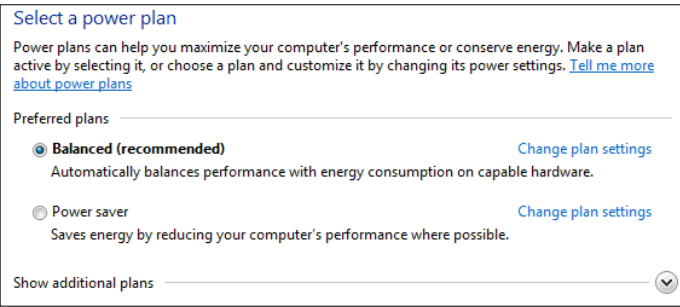 Select a power plan
Power plans can help you maximize your computer's performance or conserve energy. Make a plan
active by selecting it, or choose a plan and customize it by changing its power settings. Tell me more
about power plans
Preferred plans
Balanced (recommended) Change plan settings
Automatically balances performance with energy consumption on capable hardware.
Power saver Change plan settings
Saves energy by reducing your computer's performance where possible.
Show additional plans